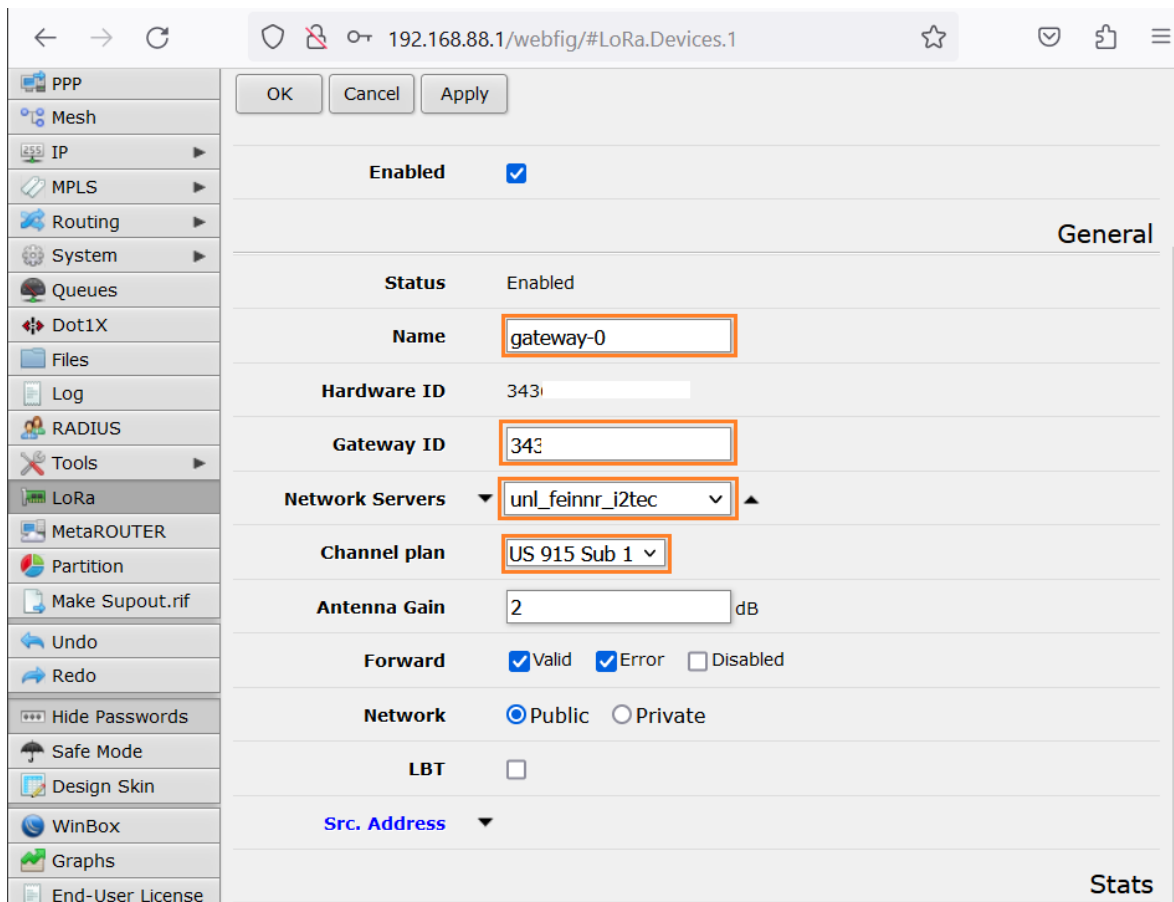 192.168.88.1/webfig/#LoRa.Devices.1
PPP
Mesh
255 IP
MPLS
Routing
System
Queues
Dot1X
Files
Log
RADIUS
Tools
LoRa
MetaROUTER
Partition
Make Supout.rif
Undo
Redo
Hide Passwords
Safe Mode
Design Skin
WinBox
Graphs
End-User License
OK Cancel Apply
Enabled
General
Status Enabled
Name gateway-0
Hardware ID 343
Gateway ID 343
Network Servers unl_feinnr_i2tec
Channel plan US 915 Sub 1
Antenna Gain 2 dB
Forward Valid Error Disabled
Network Public Private
LBT
Src. Address
Stats